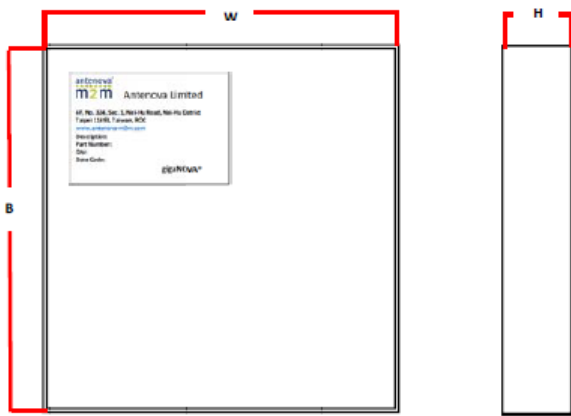 W
H
B
antenova®
m2m
Antenova Limited
4F, No. 324, Sec. 1, Nei-Hu Road, Nei-Hu District
Taipei 11493, Taiwan, ROC
www.antenova-m2m.com
Description:
Part Number:
Qty:
Date Code:
gigaNOVA®